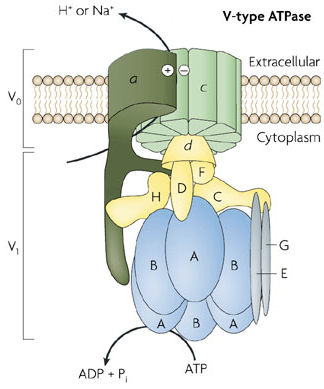 H⁺ or Na⁺
V-type ATPase
Extracellular
a
+
−
c
V₀
Cytoplasm
d
F
H
D
C
V₁
G
B
A
B
E
A
B
A
ADP + Pᵢ
ATP